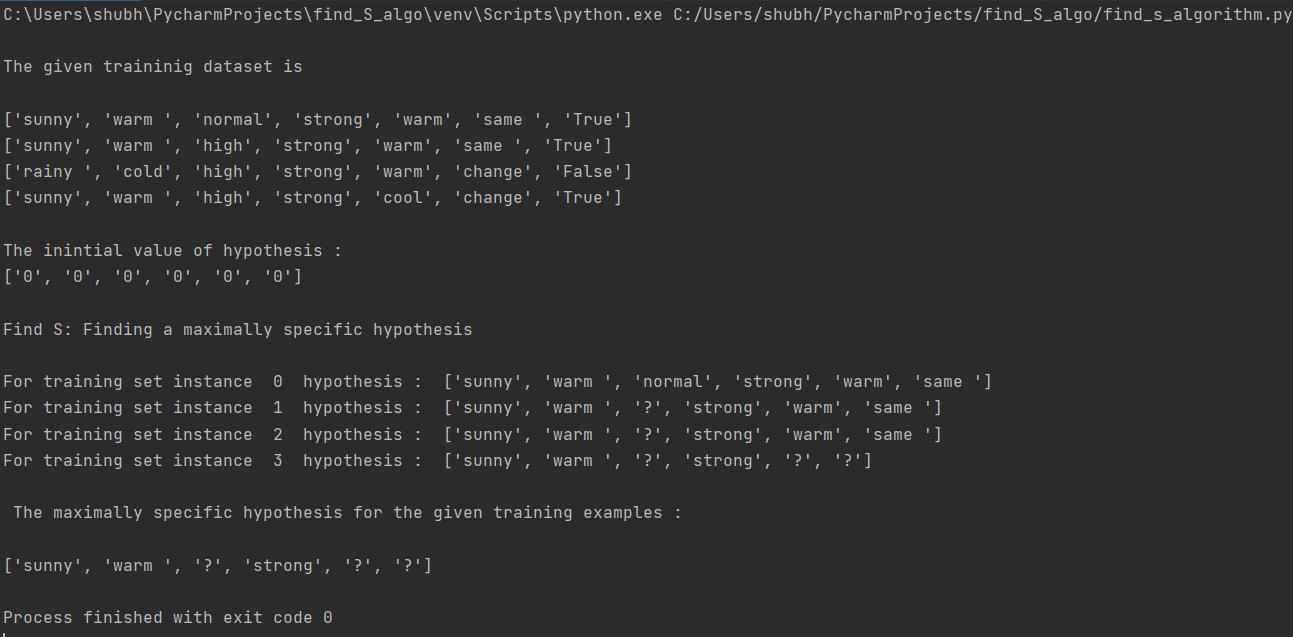 C:\Users\shubh\PycharmProjects\find_S_algo\venv\Scripts\python.exe C:/Users/shubh/PycharmProjects/find_S_algo/find_s_algorithm.py
The given traininig dataset is
['sunny', 'warm ', 'normal', 'strong', 'warm', 'same ', 'True']
['sunny', 'warm ', 'high', 'strong', 'warm', 'same ', 'True']
['rainy ', 'cold', 'high', 'strong', 'warm', 'change', 'False']
['sunny', 'warm ', 'high', 'strong', 'cool', 'change', 'True']
The inintial value of hypothesis :
['0', '0', '0', '0', '0', '0']
Find S: Finding a maximally specific hypothesis
For training set instance  0  hypothesis :  ['sunny', 'warm ', 'normal', 'strong', 'warm', 'same ']
For training set instance  1  hypothesis :  ['sunny', 'warm ', '?', 'strong', 'warm', 'same ']
For training set instance  2  hypothesis :  ['sunny', 'warm ', '?', 'strong', 'warm', 'same ']
For training set instance  3  hypothesis :  ['sunny', 'warm ', '?', 'strong', '?', '?']
 The maximally specific hypothesis for the given training examples :
['sunny', 'warm ', '?', 'strong', '?', '?']
Process finished with exit code 0